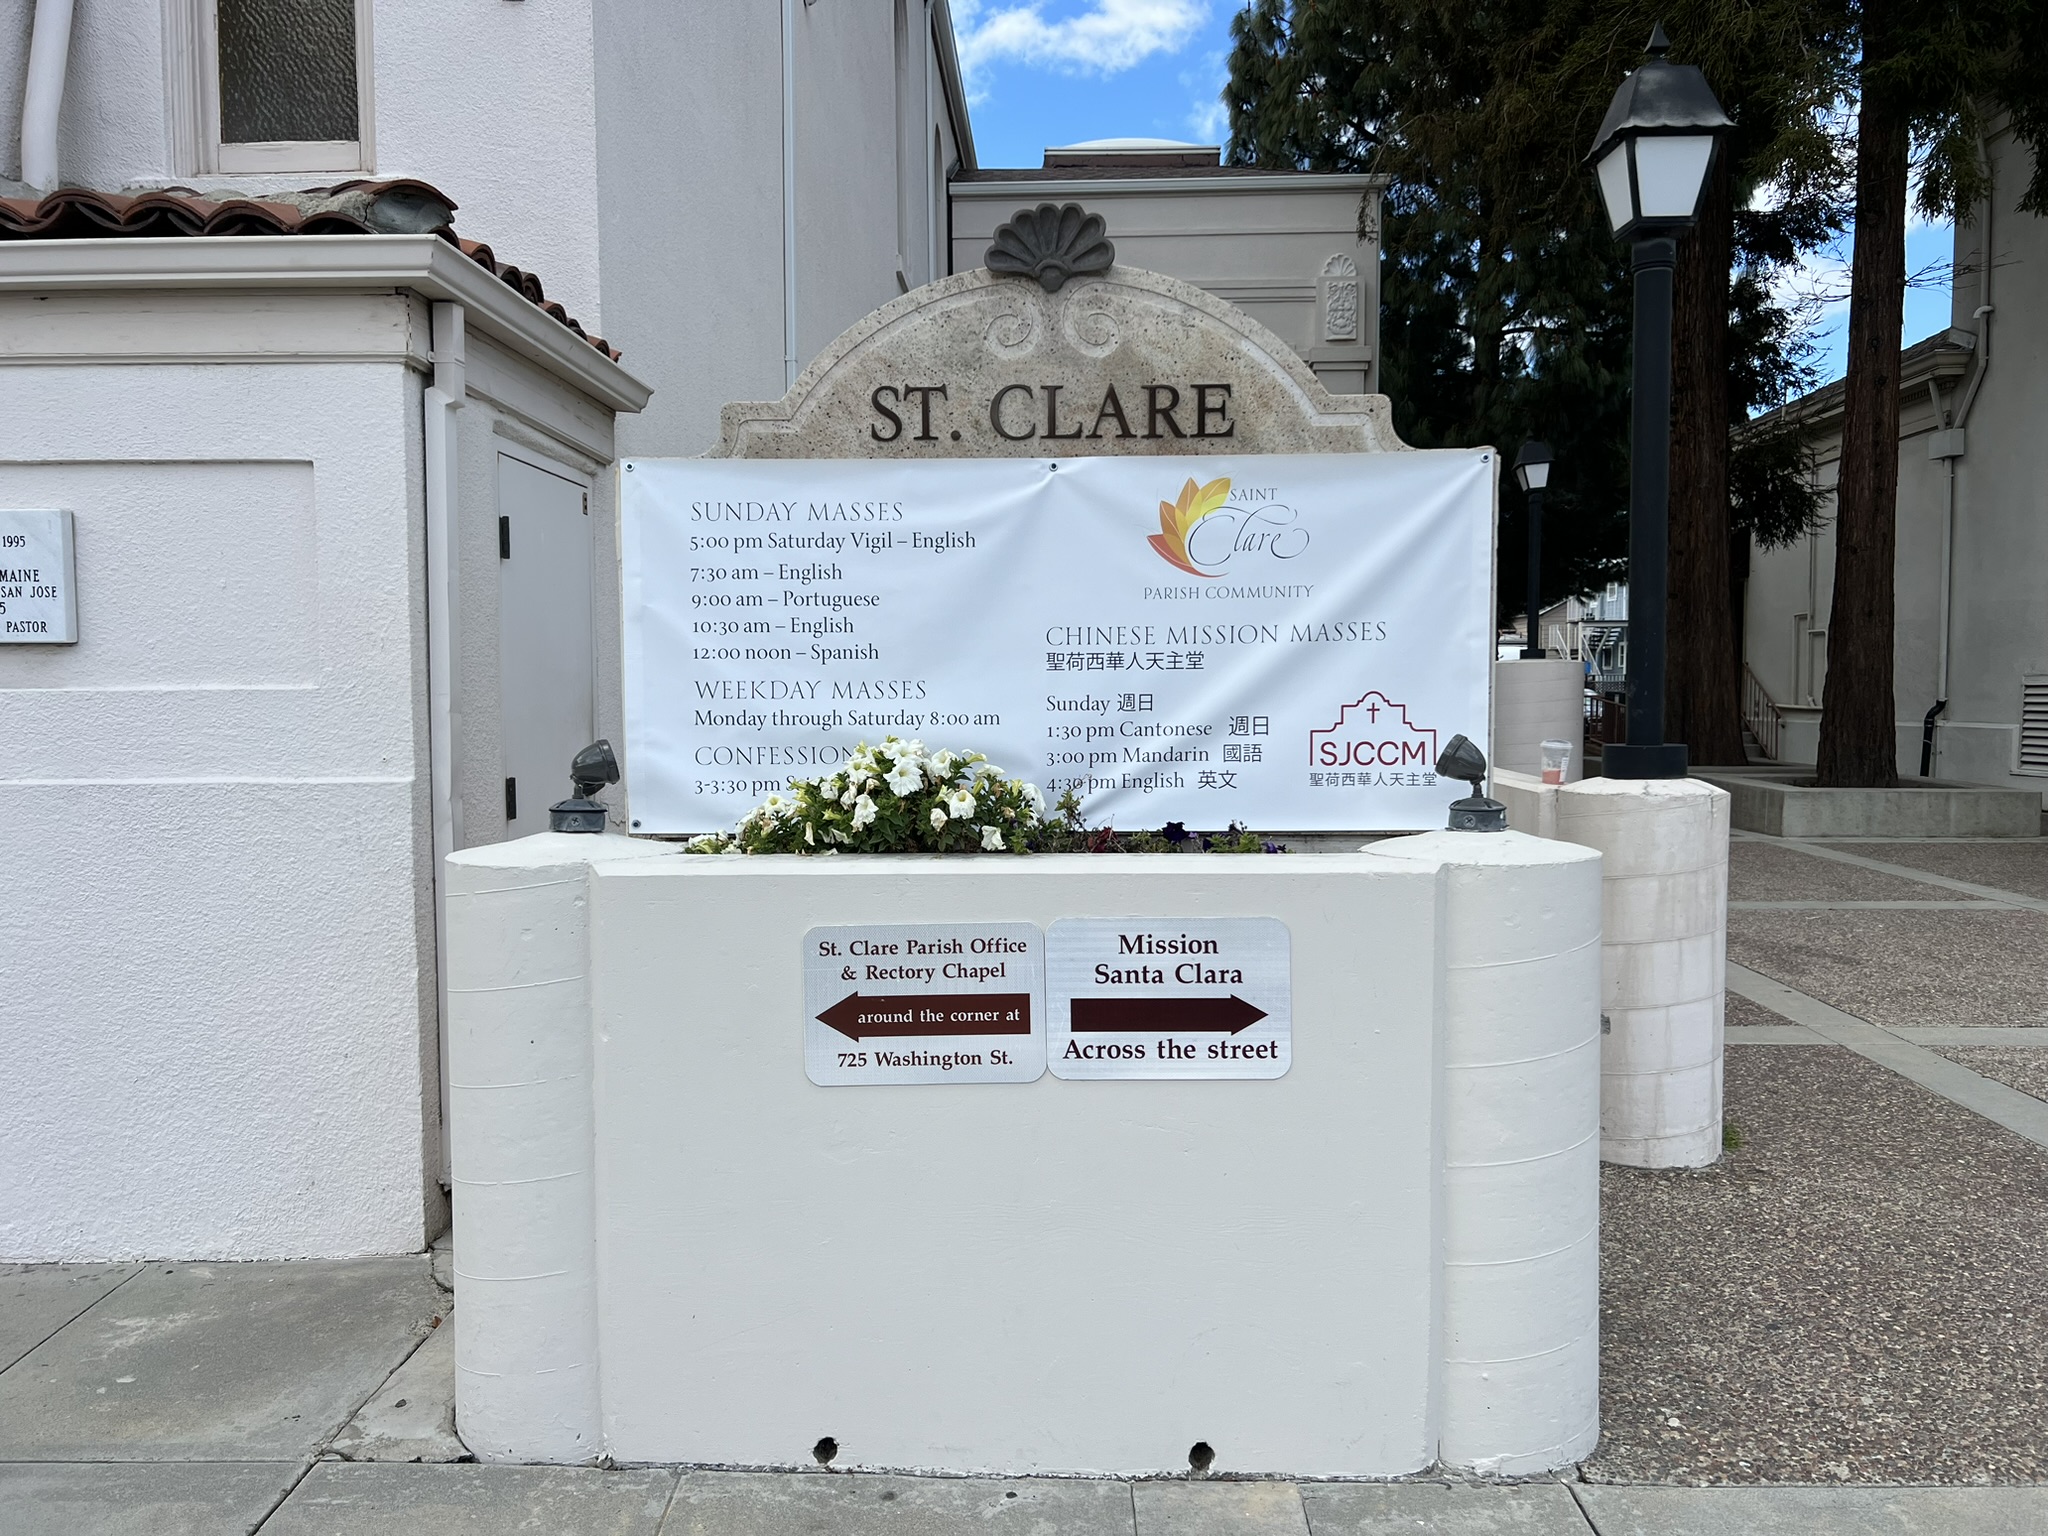 1995
MAINE
SAN JOSE
5
PASTOR
ST. CLARE
SUNDAY MASSES
5:00 pm Saturday Vigil – English
7:30 am – English
9:00 am – Portuguese
10:30 am – English
12:00 noon – Spanish
WEEKDAY MASSES
Monday through Saturday 8:00 am
CONFESSION
3-3:30 pm
SAINT
Clare
PARISH COMMUNITY
CHINESE MISSION MASSES
聖荷西華人天主堂
Sunday 週日
1:30 pm Cantonese 週日
3:00 pm Mandarin 國語
4:30 pm English 英文
SJCCM
聖荷西華人天主堂
St. Clare Parish Office
& Rectory Chapel
around the corner at
725 Washington St.
Mission
Santa Clara
Across the street